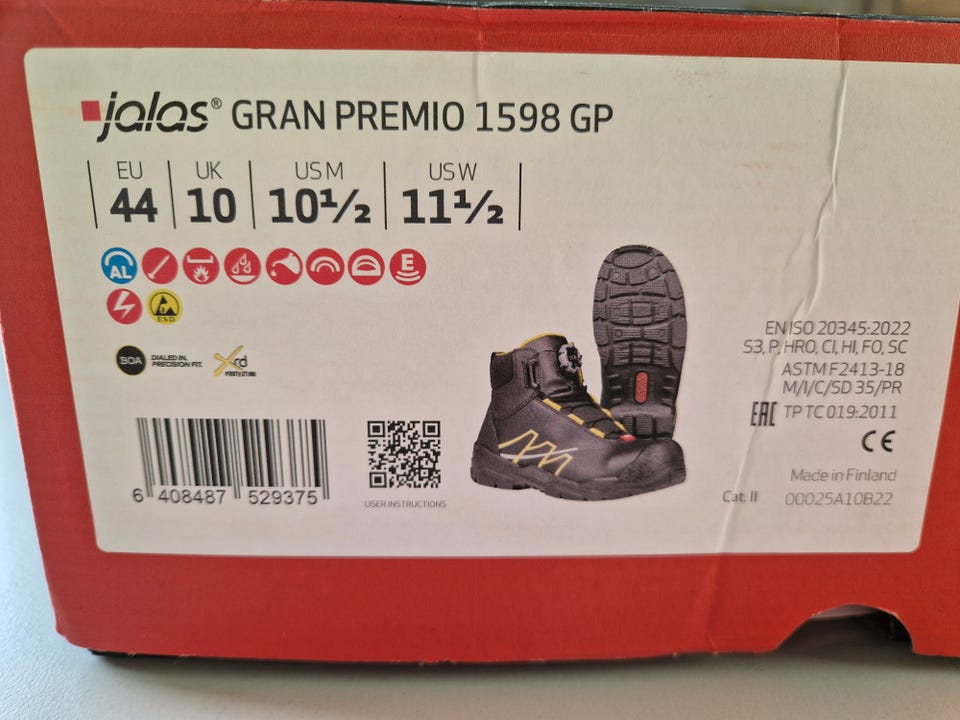 jalas® GRAN PREMIO 1598 GP
EU UK US M US W
44 10 10½ 11½
AL E
ESD
BOA DIALED IN. PRECISION FIT. Xrd PROTECTION
EN ISO 20345:2022
S3, P, HRO, CI, HI, FO, SC
ASTM F2413-18
M/I/C/SD 35/PR
EAC TP TC 019:2011
CE
6 408487 529375
USER INSTRUCTIONS
Made in Finland
Cat. II 00025A10B22